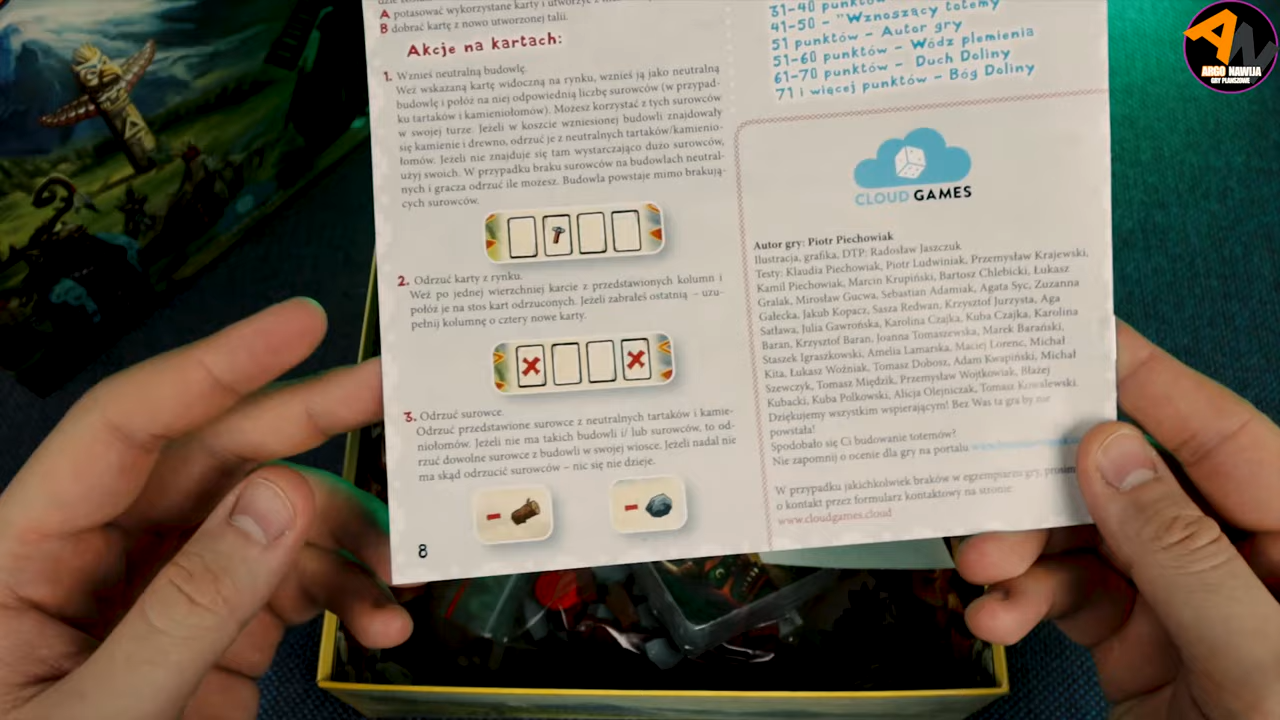 A potasować wykorzystane karty i utworzyć z
B dobrać kartę z nowo utworzonej talii.
Akcje na kartach:
1. Wznieś neutralną budowlę.
Weź wskazaną kartę widoczną na rynku, wznieś ją jako neutralną
budowlę i połóż na niej odpowiednią liczbę surowców (w przypad-
ku tartaków i kamieniołomów). Możesz korzystać z tych surowców
w swojej turze. Jeżeli w koszcie wzniesionej budowli znajdowały
się kamienie i drewno, odrzuć je z neutralnych tartaków/kamienio-
łomów. Jeżeli nie znajduje się tam wystarczająco dużo surowców,
użyj swoich. W przypadku braku surowców na budowlach neutral-
nych i gracza odrzuć ile możesz. Budowla powstaje mimo brakują-
cych surowców.
2. Odrzuć karty z rynku.
Weź po jednej wierzchniej karcie z przedstawionych kolumn i
połóż je na stos kart odrzuconych. Jeżeli zabrałeś ostatnią – uzu-
pełnij kolumnę o cztery nowe karty.
3. Odrzuć surowce.
Odrzuć przedstawione surowce z neutralnych tartaków i kamie-
niołomów. Jeżeli nie ma takich budowli i/ lub surowców, to od-
rzuć dowolne surowce z budowli w swojej wiosce. Jeżeli nadal nie
ma skąd odrzucić surowców – nic się nie dzieje.
8
31-40 punktów
41-50 - "Wznoszący totemy
51 punktów - Autor gry
51-60 punktów - Wódz plemienia
61-70 punktów - Duch Doliny
71 i więcej punktów - Bóg Doliny
CLOUD GAMES
Autor gry: Piotr Piechowiak
Ilustracja, grafika, DTP: Radosław Jaszczuk
Testy: Klaudia Piechowiak, Piotr Ludwiniak, Przemysław Krajewski,
Kamil Piechowiak, Marcin Krupiński, Bartosz Chlebicki, Łukasz
Gralak, Mirosław Gucwa, Sebastian Adamiak, Agata Syc, Zuzanna
Gałecka, Jakub Kopacz, Sasza Redwan, Krzysztof Jurzysta, Aga
Satława, Julia Gawrońska, Karolina Czajka, Kuba Czajka, Karolina
Baran, Krzysztof Baran, Joanna Tomaszewska, Marek Barański,
Staszek Igraszkowski, Amelia Lamarska, Maciej Lorenc, Michał
Kita, Łukasz Woźniak, Tomasz Dobosz, Adam Kwapiński, Michał
Szewczyk, Tomasz Międzik, Przemysław Wojtkowiak, Błażej
Kubacki, Kuba Polkowski, Alicja Olejniczak, Tomasz Kowalewski.
Dziękujemy wszystkim wspierającym! Bez Was ta gra by nie
powstała!
Spodobało się Ci budowanie totemów?
Nie zapomnij o ocenie dla gry na portalu
W przypadku jakichkolwiek braków w egzemplarzu gry, prosim
o kontakt przez formularz kontaktowy na stronie:
www.cloudgames.cloud
AN
ARGO NAWIJA
GRY PLANSZOWE